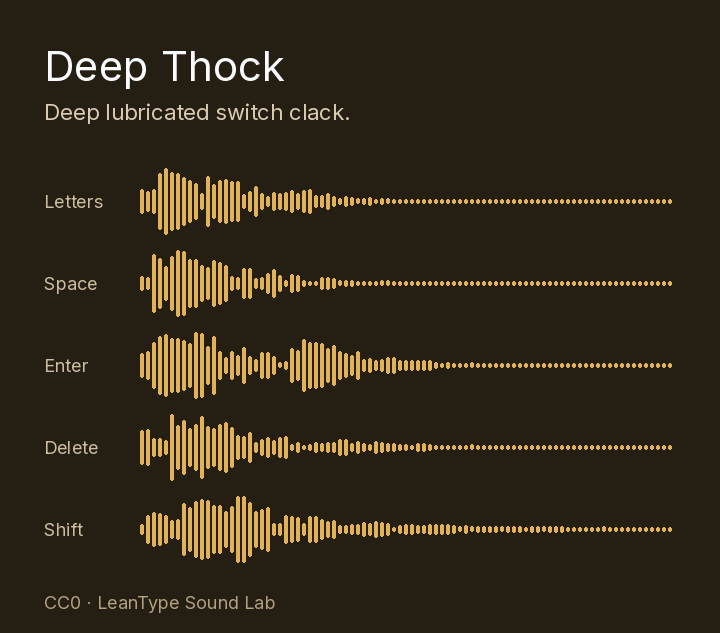 Deep Thock
Deep lubricated switch clack.
Letters
Space
Enter
Delete
Shift
CC0 · LeanType Sound Lab